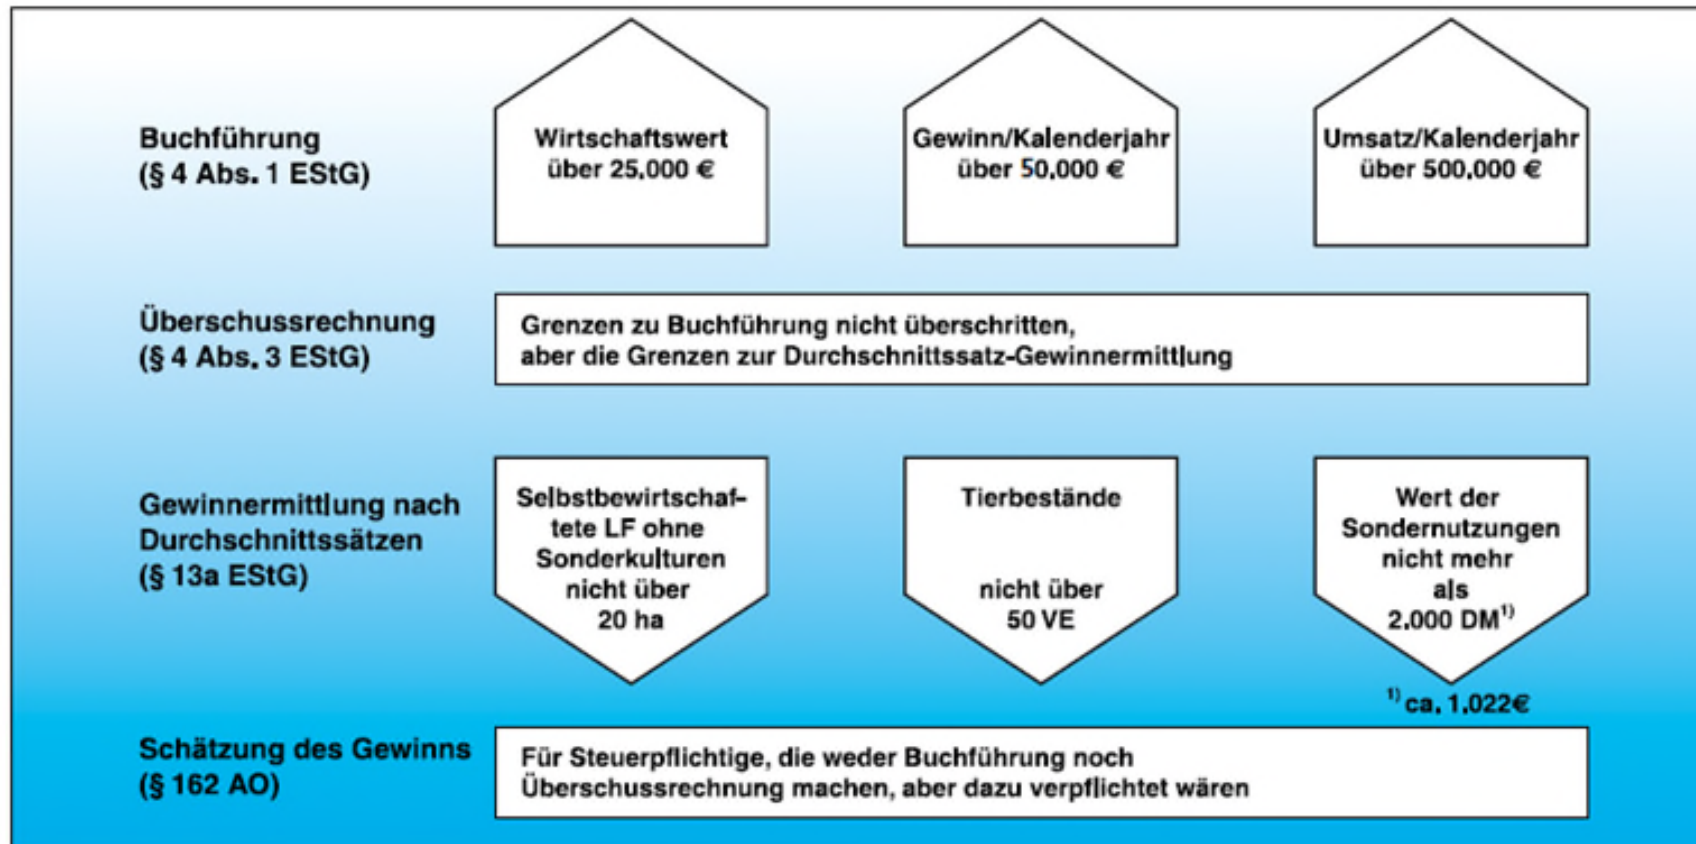 Buchführung
(§ 4 Abs. 1 EStG)
Wirtschaftswert
über 25.000 €
Gewinn/Kalenderjahr
über 50.000 €
Umsatz/Kalenderjahr
über 500.000 €
Überschussrechnung
(§ 4 Abs. 3 EStG)
Grenzen zu Buchführung nicht überschritten,
aber die Grenzen zur Durchschnittssatz-Gewinnermittlung
Gewinnermittlung nach
Durchschnittssätzen
(§ 13a EStG)
Selbstbewirtschaf-
tete LF ohne
Sonderkulturen
nicht über
20 ha
Tierbestände
nicht über
50 VE
Wert der
Sondernutzungen
nicht mehr
als
2.000 DM¹⁾
¹⁾ ca. 1.022€
Schätzung des Gewinns
(§ 162 AO)
Für Steuerpflichtige, die weder Buchführung noch
Überschussrechnung machen, aber dazu verpflichtet wären